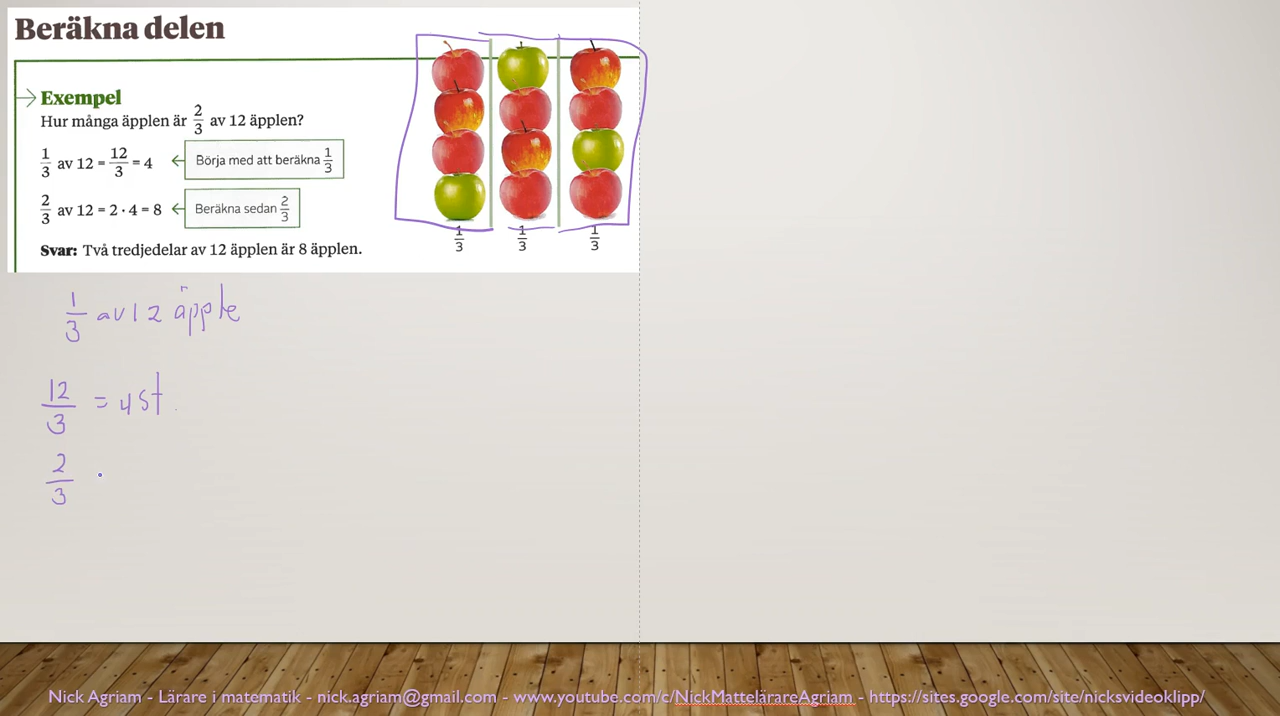 Beräkna delen
Exempel
Hur många äpplen är 2/3 av 12 äpplen?
1/3 av 12 = 12/3 = 4 ← Börja med att beräkna 1/3
2/3 av 12 = 2 · 4 = 8 ← Beräkna sedan 2/3
Svar: Två tredjedelar av 12 äpplen är 8 äpplen.
1/3 1/3 1/3
1/3 av 12 äpple
12/3 = 4 st.
2/3
Nick Agriam - Lärare i matematik - nick.agriam@gmail.com - www.youtube.com/c/NickMattelärareAgriam - https://sites.google.com/site/nicksvideoklipp/